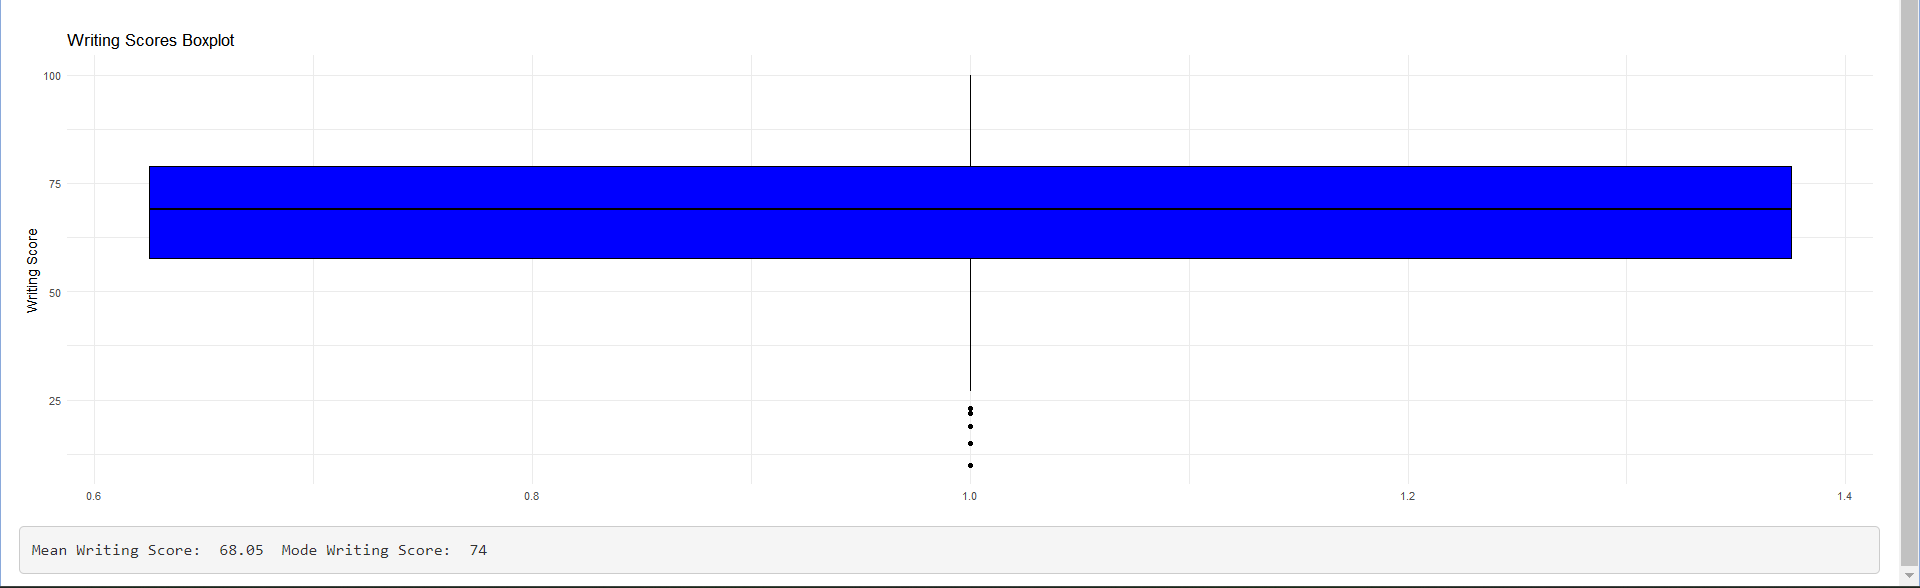 Writing Scores Boxplot
100
75
50
25
Writing Score
0.6 0.8 1.0 1.2 1.4
Mean Writing Score:  68.05  Mode Writing Score:  74